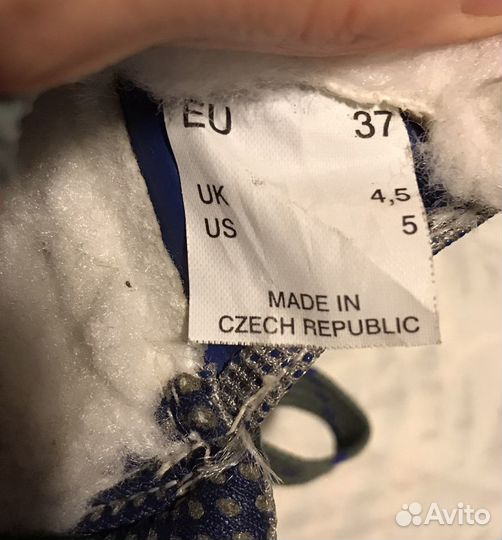 EU 37
UK 4,5
US 5
MADE IN
CZECH REPUBLIC
Avito